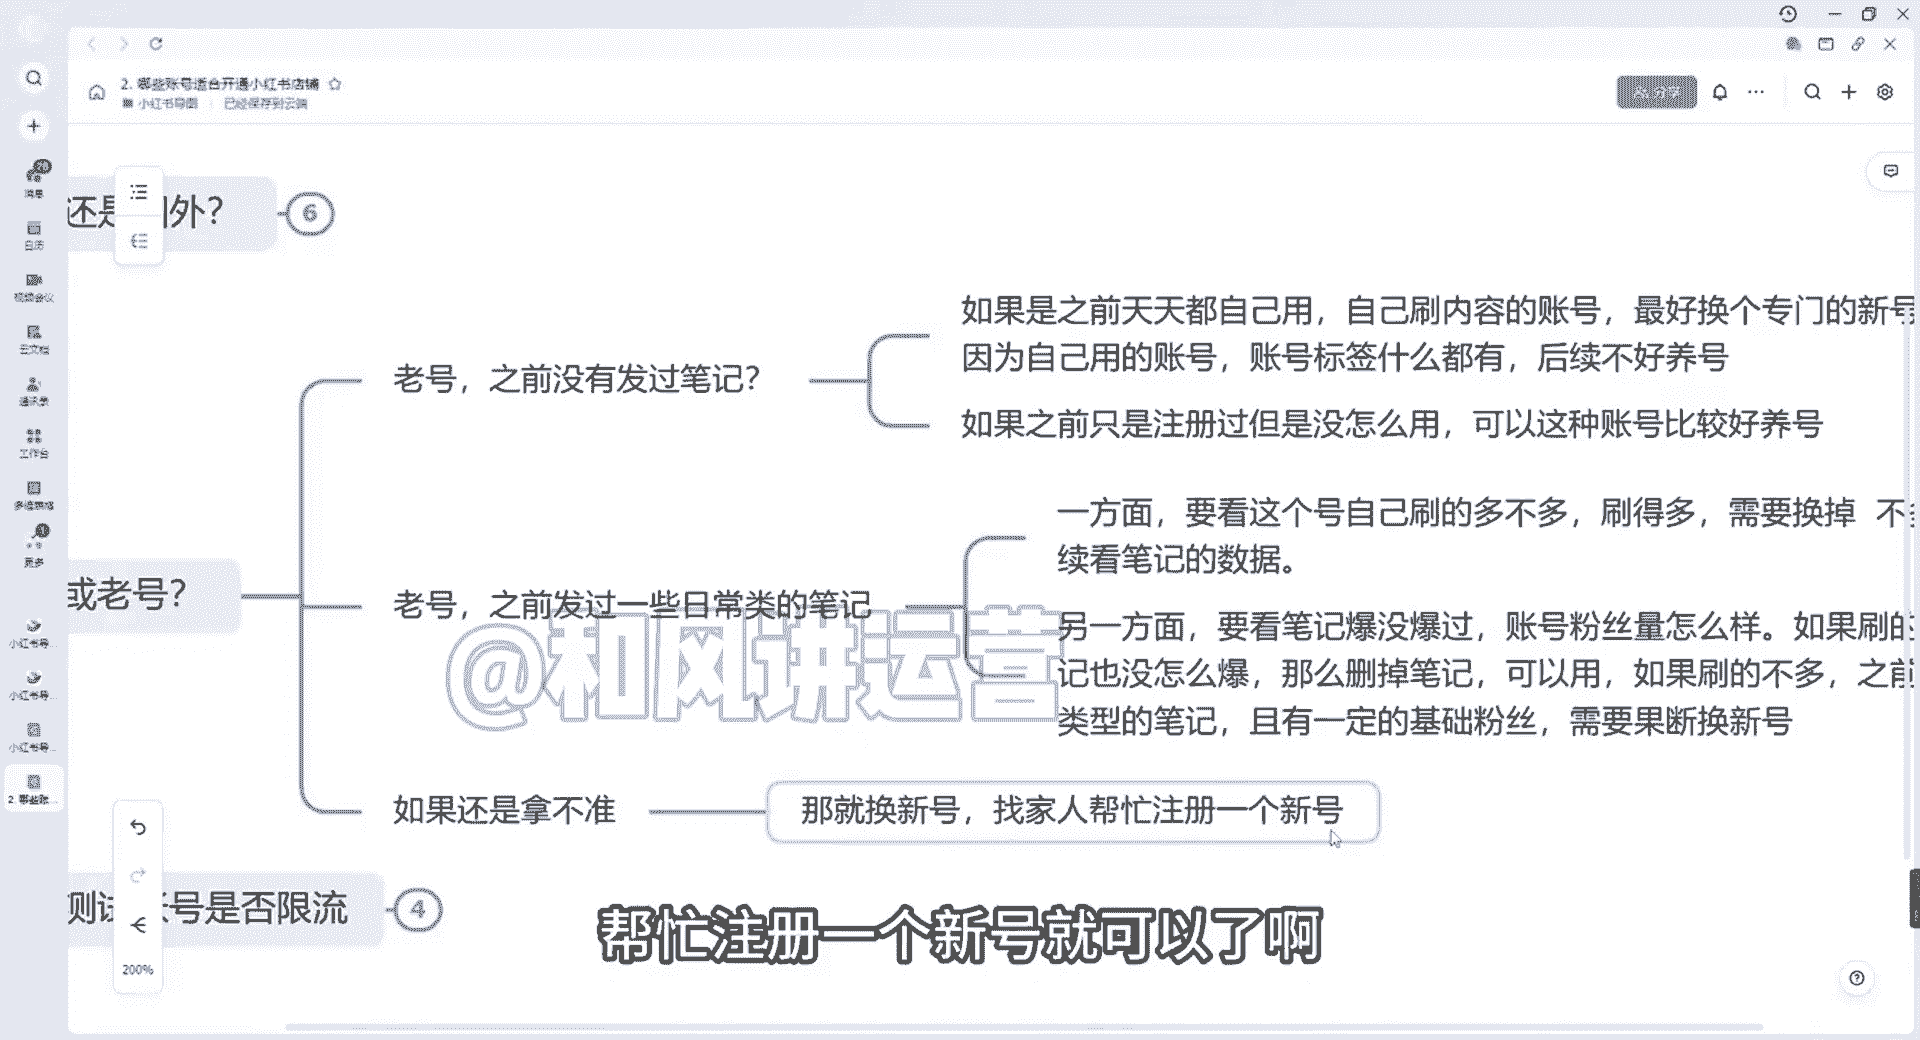 2. 哪些账号适合开通小红书店铺
小红书导图
已经保存到云端
分享
消息
日历
视频会议
云文档
通讯录
工作台
多维表格
更多
小红书导...
小红书导...
小红书导...
2. 哪些账...
还是
外？
6
老号，之前没有发过笔记？
如果是之前天天都自己用，自己刷内容的账号，最好换个专门的新号
因为自己用的账号，账号标签什么都有，后续不好养号
如果之前只是注册过但是没怎么用，可以这种账号比较好养号
或老号？
老号，之前发过一些日常类的笔记
一方面，要看这个号自己刷的多不多，刷得多，需要换掉 不
续看笔记的数据。
另一方面，要看笔记爆没爆过，账号粉丝量怎么样。如果刷的
记也没怎么爆，那么删掉笔记，可以用，如果刷的不多，之前
类型的笔记，且有一定的基础粉丝，需要果断换新号
@和风讲运营
如果还是拿不准
那就换新号，找家人帮忙注册一个新号
测试
号是否限流
4
200%
帮忙注册一个新号就可以了啊